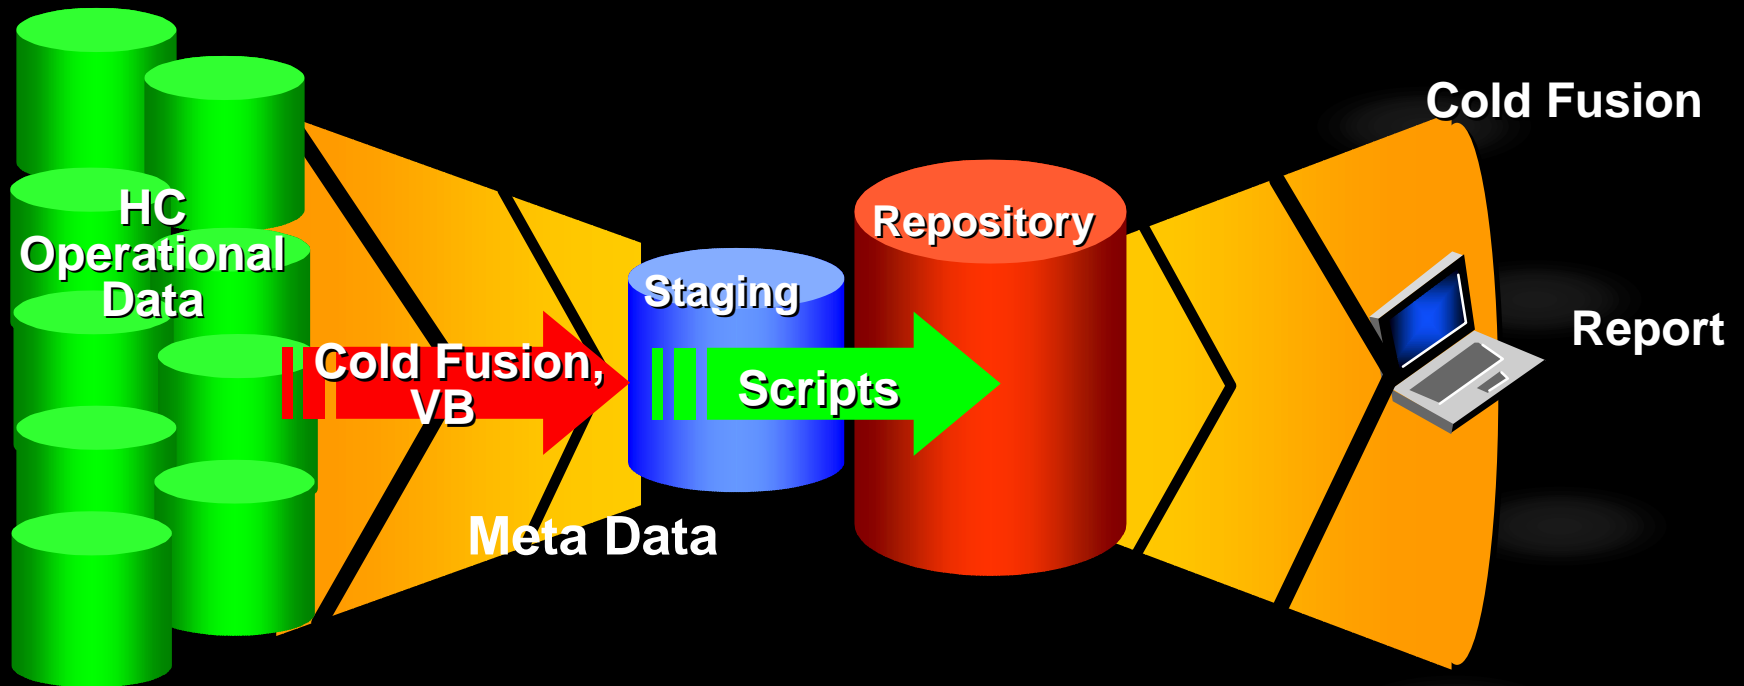 HC
Operational
Data
Cold Fusion,
VB
Meta Data
Staging
Scripts
Repository
Cold Fusion
Report